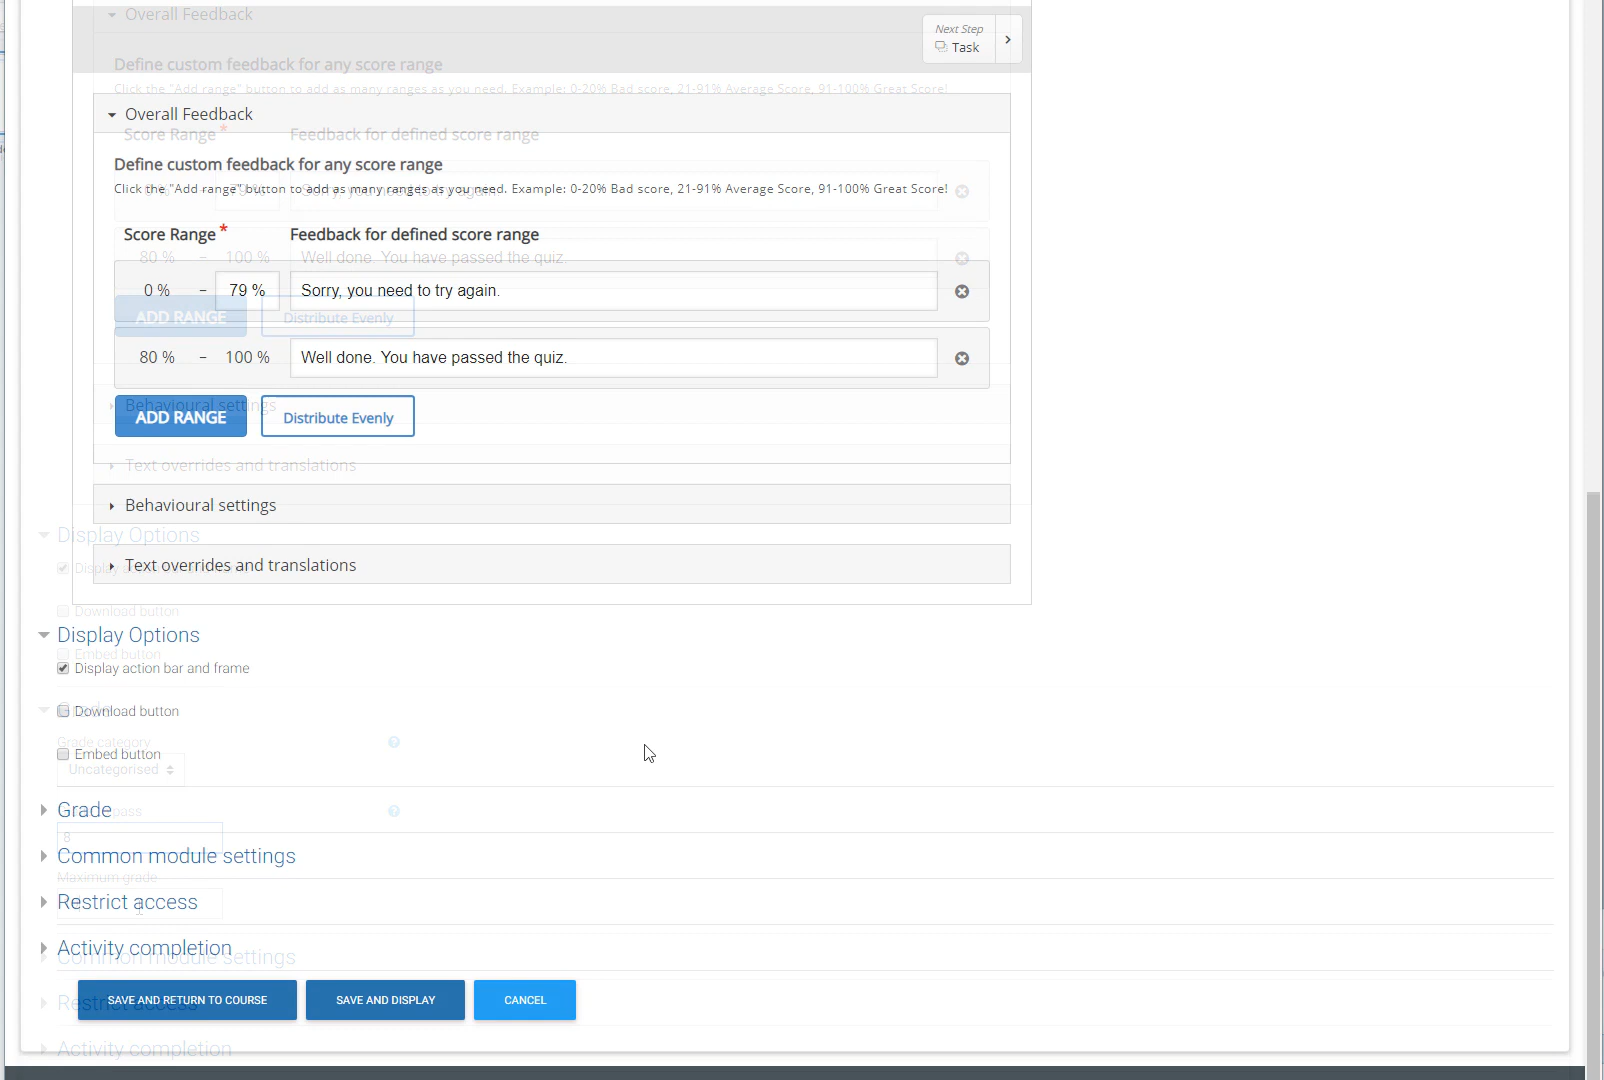 Overall Feedback
Next Step
Task
Define custom feedback for any score range
Click the "Add range" button to add as many ranges as you need. Example: 0-20% Bad score, 21-91% Average Score, 91-100% Great Score!
Overall Feedback
Score Range * Feedback for defined score range
Define custom feedback for any score range
Click the "Add range" button to add as many ranges as you need. Example: 0-20% Bad score, 21-91% Average Score, 91-100% Great Score!
Score Range * Feedback for defined score range
80 % – 100 % Well done. You have passed the quiz.
0 % – 79 % Sorry, you need to try again.
ADD RANGE Distribute Evenly
80 % – 100 % Well done. You have passed the quiz.
Behavioural settings
ADD RANGE Distribute Evenly
Text overrides and translations
Behavioural settings
Display Options
Text overrides and translations
Download button
Display Options
Embed button
Display action bar and frame
Download button
Grade category
Embed button
Uncategorised
Grade
pass
8
Common module settings
Maximum grade
Restrict access
Activity completion
Common module settings
SAVE AND RETURN TO COURSE SAVE AND DISPLAY CANCEL
Activity completion